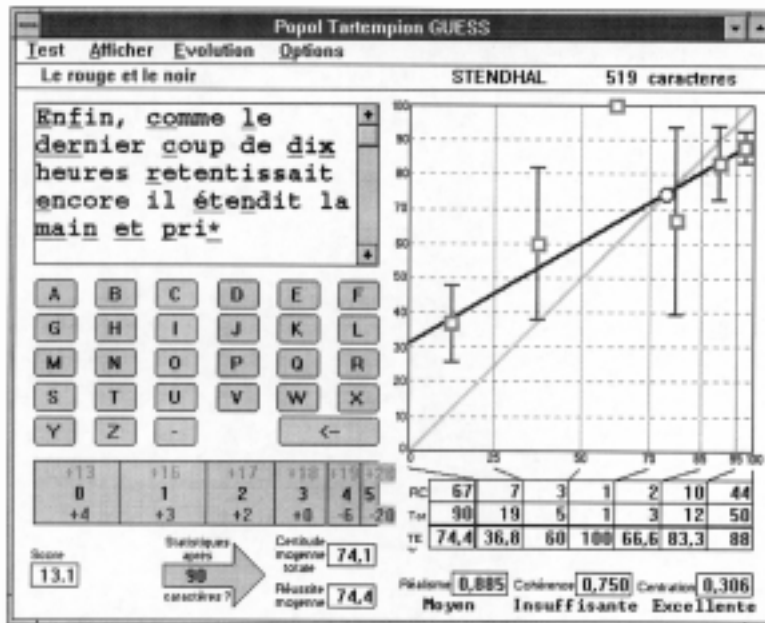 Popol Tartempion GUESS
Test Afficher Evolution Options
Le rouge et le noir STENDHAL 519 caracteres
Enfin, comme le
dernier coup de dix
heures retentissait
encore il étendit la
main et pri*
A B C D E F
G H I J K L
M N O P Q R
S T U V W X
Y Z - <-
+13 +16 +17 +18 +19 +20
0 1 2 3 4 5
+4 +3 +2 +0 -6 -20
Score
13.1
Statistiques
après
90
caractères ?
Certitude
moyenne
totale
74,1
Réussite
moyenne
74,4
100
90
80
70
60
50
40
30
20
10
0
0 25 50 70 85 95 100
RC 67 7 3 1 2 10 44
Tot 90 19 5 1 3 12 50
TE 74,4 36,8 60 100 66,6 83,3 88
Réalisme 0,885 Cohérence 0,750 Centration 0,306
Moyen Insuffisante Excellente